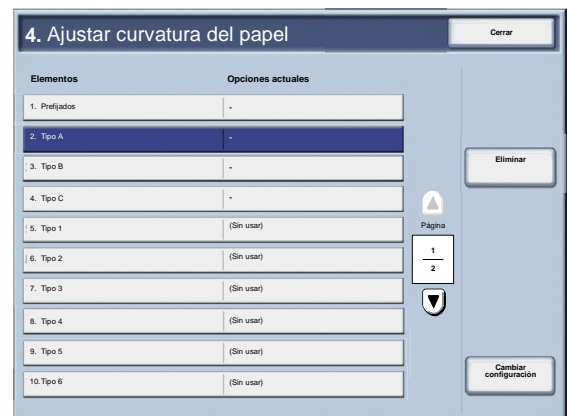 4. Ajustar curvatura del papel
Cerrar
Elementos Opciones actuales
1. Prefijados -
2. Tipo A -
3. Tipo B -
4. Tipo C -
5. Tipo 1 (Sin usar)
6. Tipo 2 (Sin usar)
7. Tipo 3 (Sin usar)
8. Tipo 4 (Sin usar)
9. Tipo 5 (Sin usar)
10. Tipo 6 (Sin usar)
Página
1
2
Eliminar
Cambiar
configuración